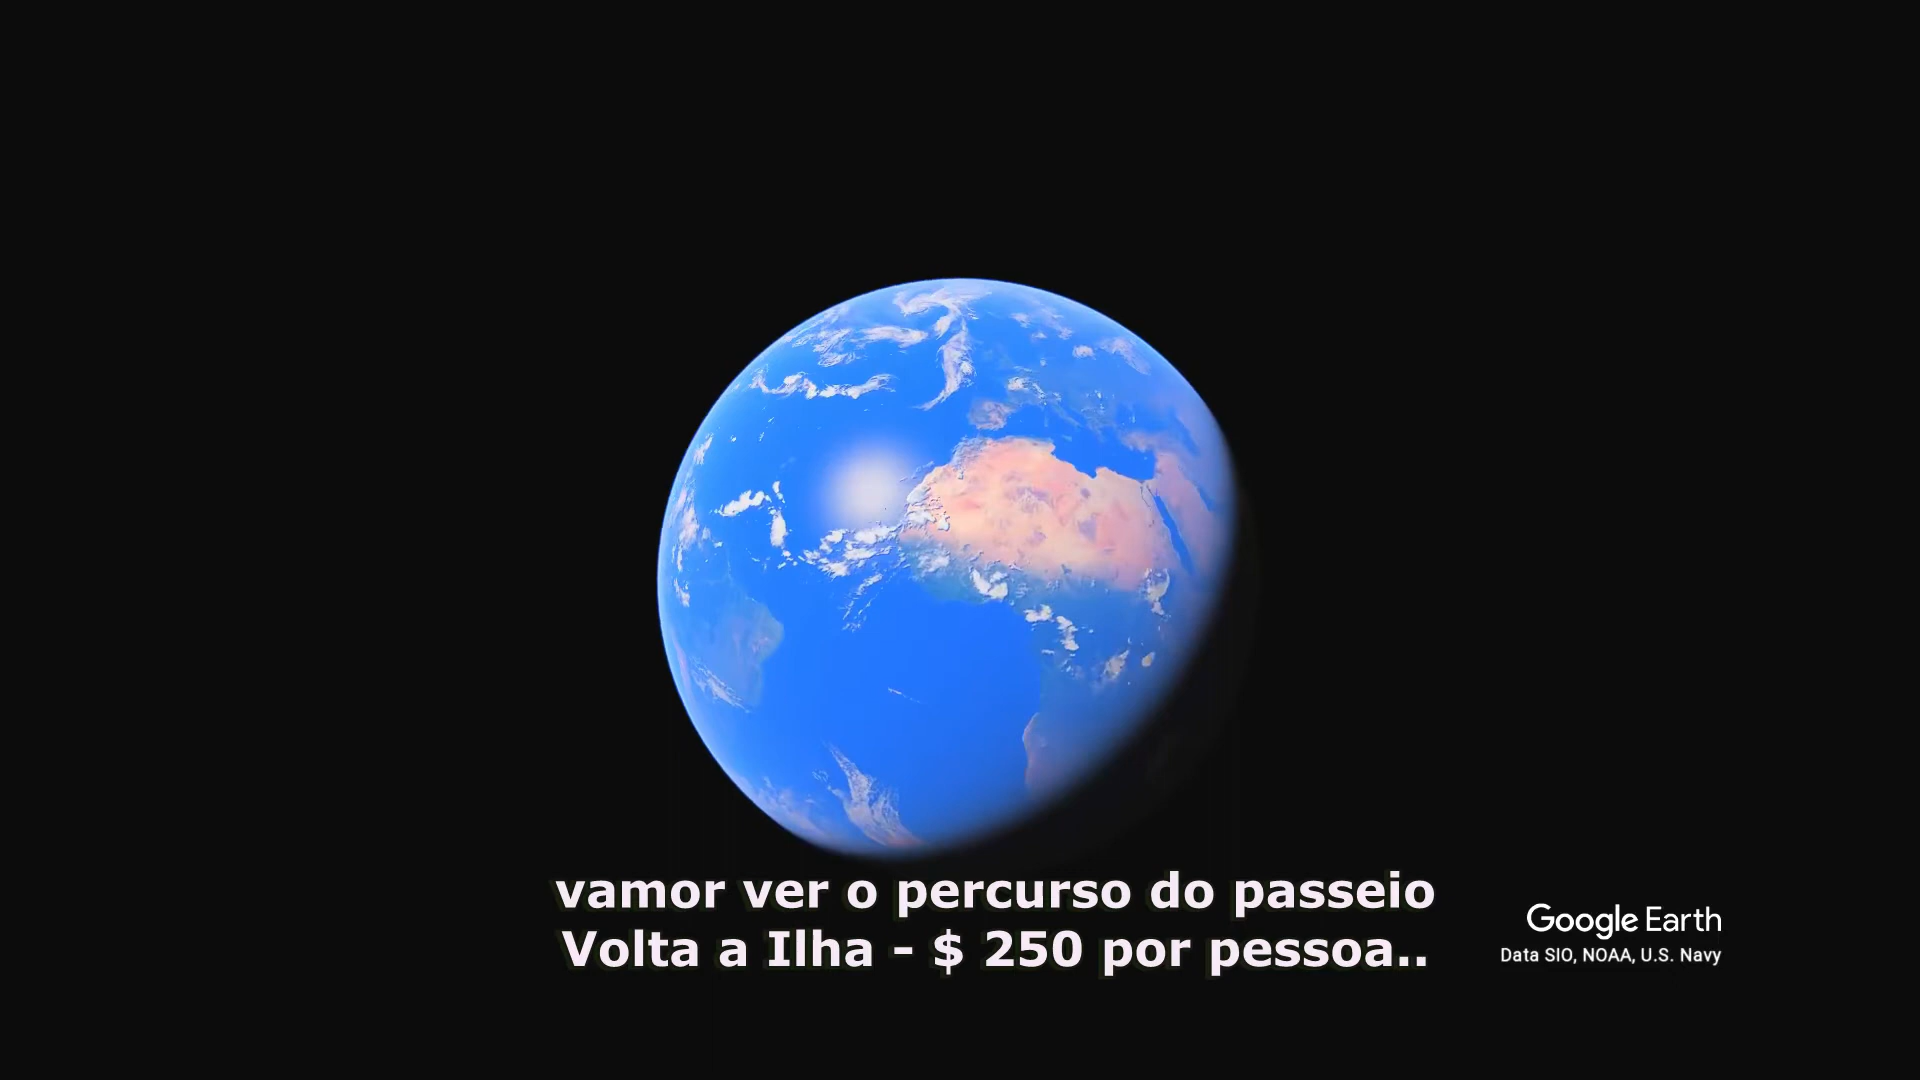 vamor ver o percurso do passeio
Volta a Ilha - $ 250 por pessoa..
Google Earth
Data SIO, NOAA, U.S. Navy